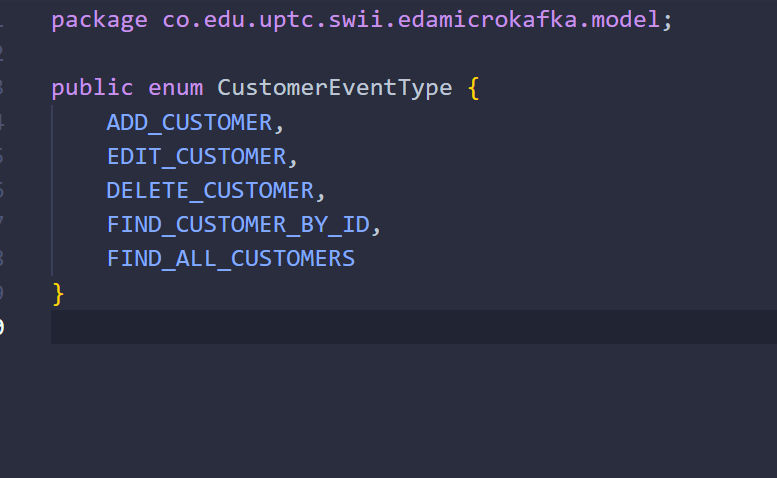 package co.edu.uptc.swii.edamicrokafka.model;
public enum CustomerEventType {
ADD_CUSTOMER,
EDIT_CUSTOMER,
DELETE_CUSTOMER,
FIND_CUSTOMER_BY_ID,
FIND_ALL_CUSTOMERS
}